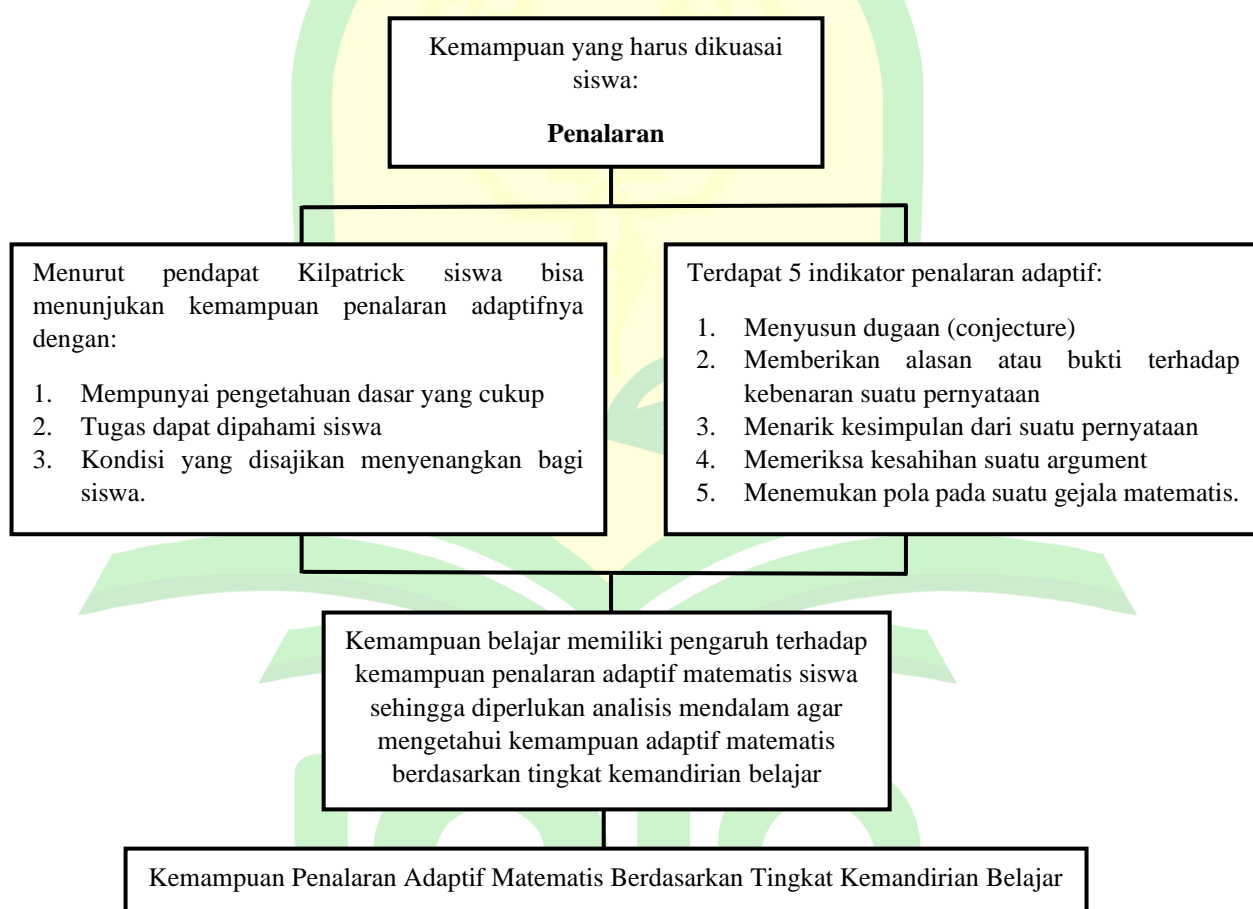 Kemampuan yang harus dikuasai
siswa:
Penalaran
Menurut pendapat Kilpatrick siswa bisa
menunjukan kemampuan penalaran adaptifnya
dengan:
1. Mempunyai pengetahuan dasar yang cukup
2. Tugas dapat dipahami siswa
3. Kondisi yang disajikan menyenangkan bagi
siswa.
Terdapat 5 indikator penalaran adaptif:
1. Menyusun dugaan (conjecture)
2. Memberikan alasan atau bukti terhadap
kebenaran suatu pernyataan
3. Menarik kesimpulan dari suatu pernyataan
4. Memeriksa kesahihan suatu argument
5. Menemukan pola pada suatu gejala matematis.
Kemampuan belajar memiliki pengaruh terhadap
kemampuan penalaran adaptif matematis siswa
sehingga diperlukan analisis mendalam agar
mengetahui kemampuan adaptif matematis
berdasarkan tingkat kemandirian belajar
Kemampuan Penalaran Adaptif Matematis Berdasarkan Tingkat Kemandirian Belajar